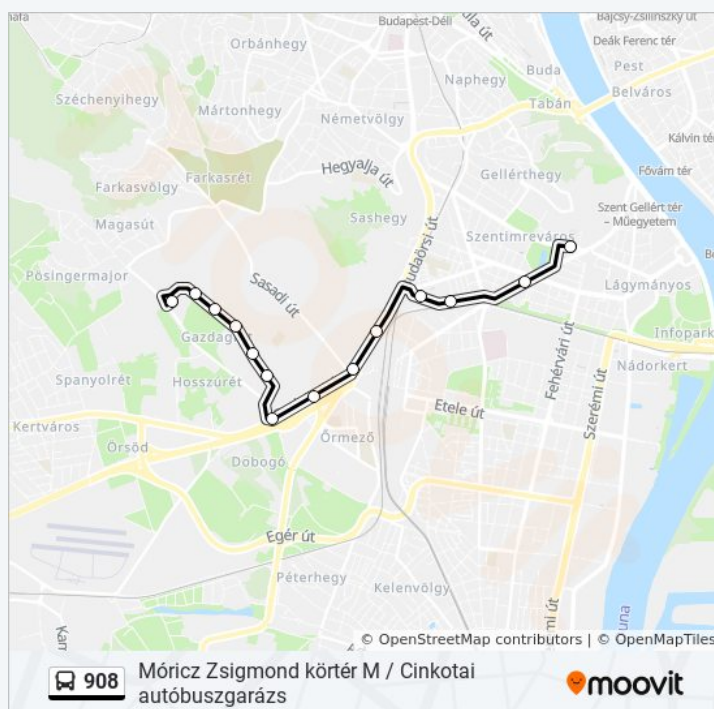 Budapest-Déli
Bajcsy-Zsilinszky út
Orbánhegy
Deák Ferenc tér
Naphegy
Buda
Pest
Széchenyihegy
Tabán
Belváros
Mártonhegy
Németvölgy
Kálvin té
Farkasrét
Hegyalja út
Gellérthegy
Fővám tér
Farkasvölgy
Sashegy
Magasút
Szentimreváros
Szent Gellért tér
– Műegyetem
Budaörsi út
Pösingermajor
Sasadi út
Lágymányos
Gazdagrét
Infopark
Spanyolrét
Hosszúrét
Fehérvári út
Nádorkert
Kertváros
Etele út
Szerémi út
Őrmező
Örsöd
Dobogó
Egér út
Péterhegy
Kelenvölgy
© OpenStreetMap contributors | © OpenMapTiles
908
Móricz Zsigmond körtér M / Cinkotai
autóbuszgarázs
moovit